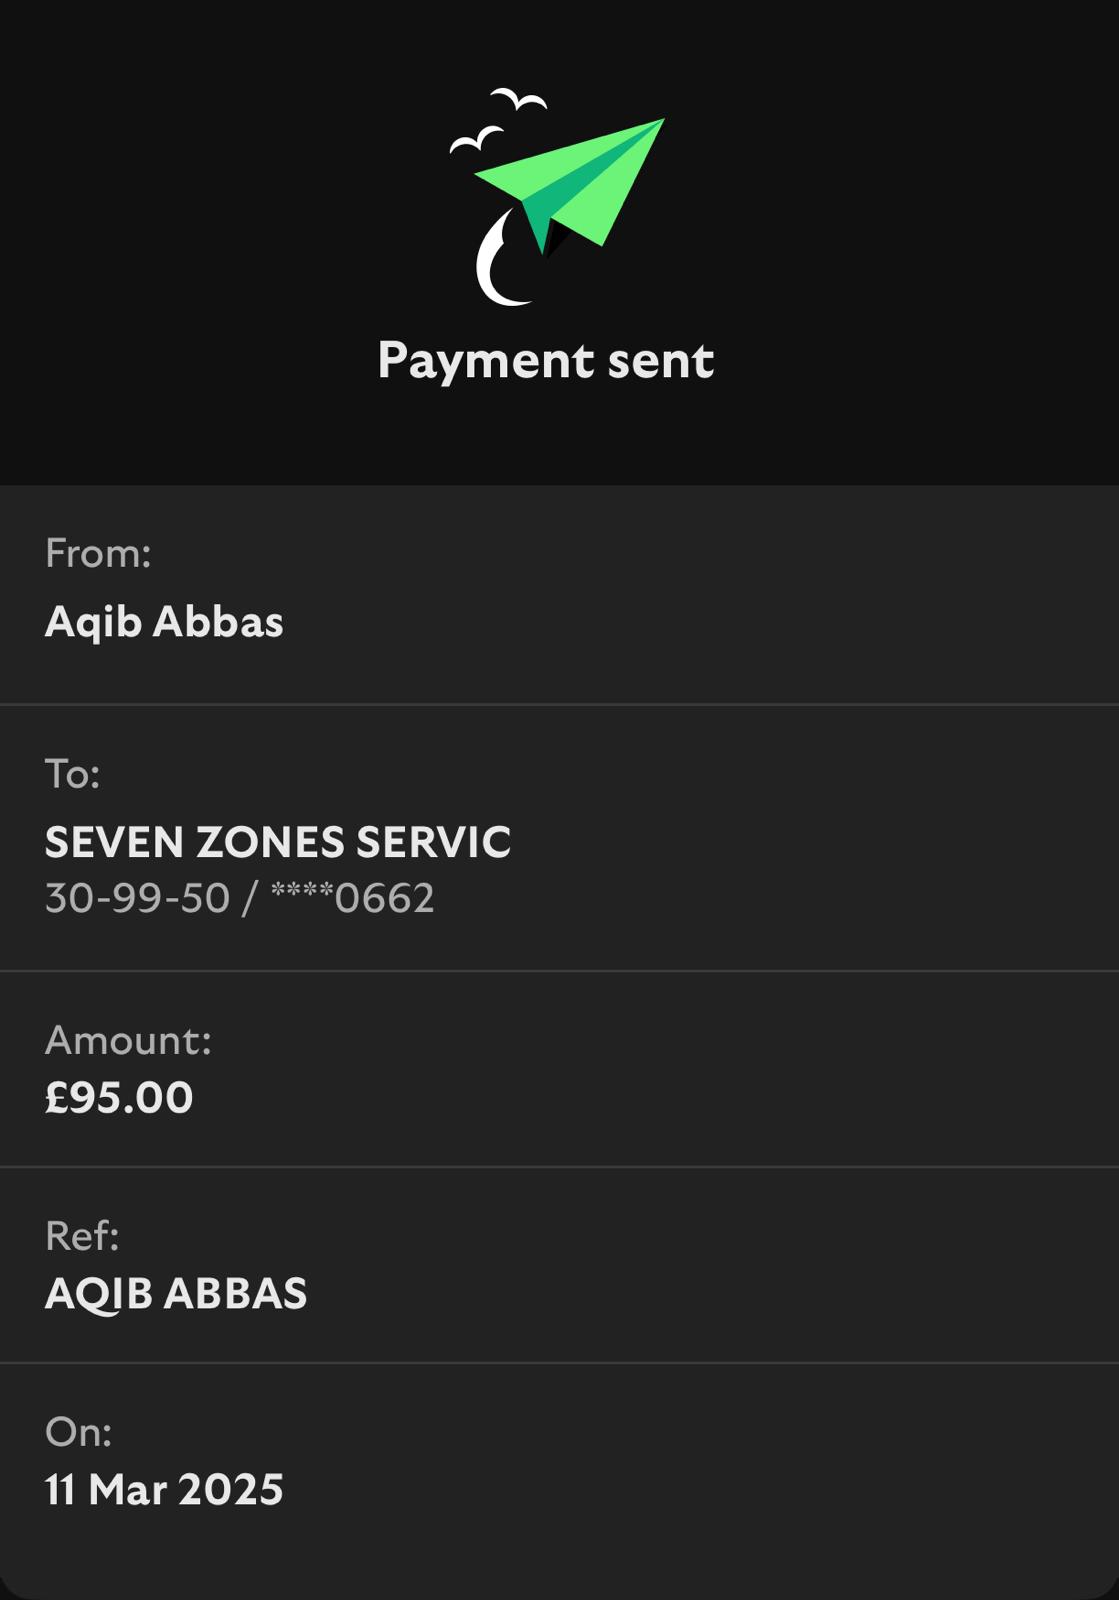 Payment sent
From:
Aqib Abbas
To:
SEVEN ZONES SERVIC
30-99-50 / ****0662
Amount:
£95.00
Ref:
AQIB ABBAS
On:
11 Mar 2025